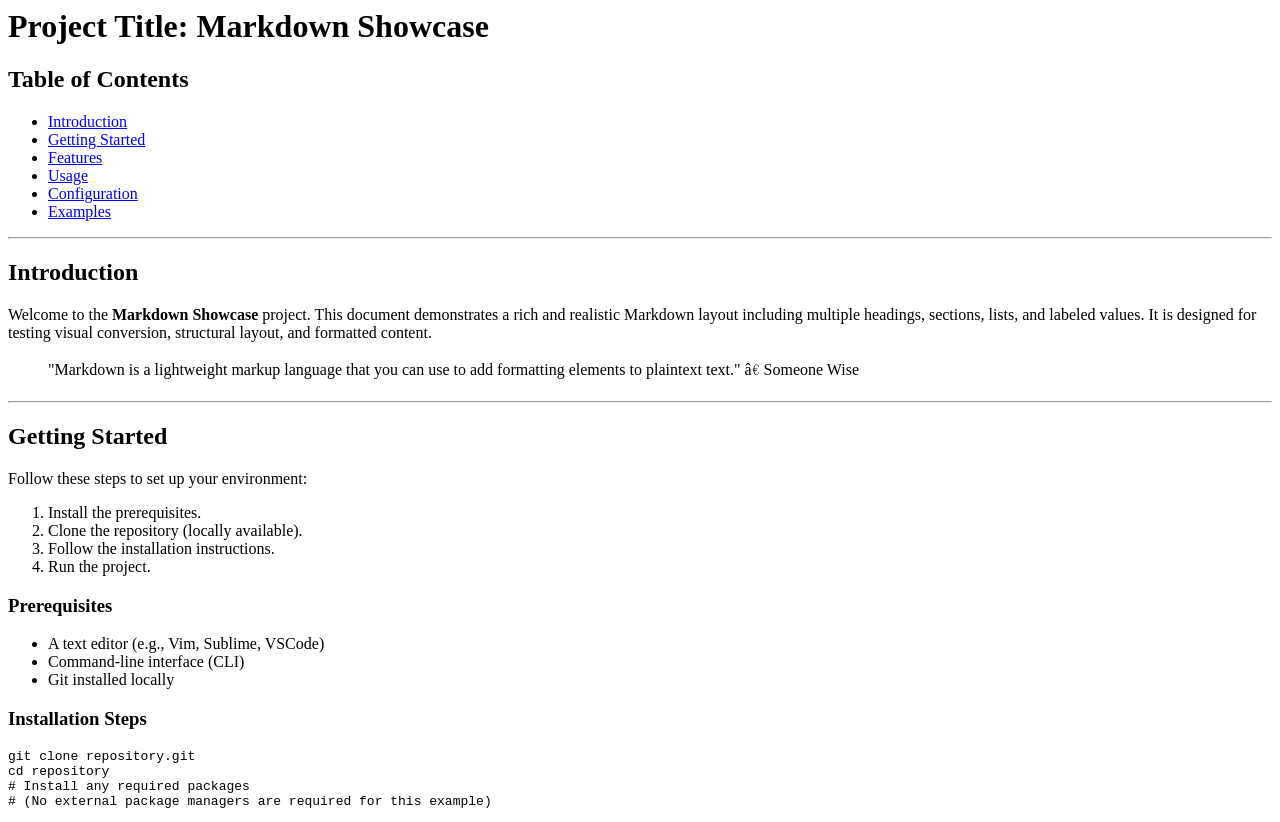 Project Title: Markdown Showcase
Table of Contents
Introduction
Getting Started
Features
Usage
Configuration
Examples
Introduction
Welcome to the Markdown Showcase project. This document demonstrates a rich and realistic Markdown layout including multiple headings, sections, lists, and labeled values. It is designed for
testing visual conversion, structural layout, and formatted content.
"Markdown is a lightweight markup language that you can use to add formatting elements to plaintext text." â€ Someone Wise
Getting Started
Follow these steps to set up your environment:
1. Install the prerequisites.
2. Clone the repository (locally available).
3. Follow the installation instructions.
4. Run the project.
Prerequisites
A text editor (e.g., Vim, Sublime, VSCode)
Command-line interface (CLI)
Git installed locally
Installation Steps
git clone repository.git
cd repository
# Install any required packages
# (No external package managers are required for this example)